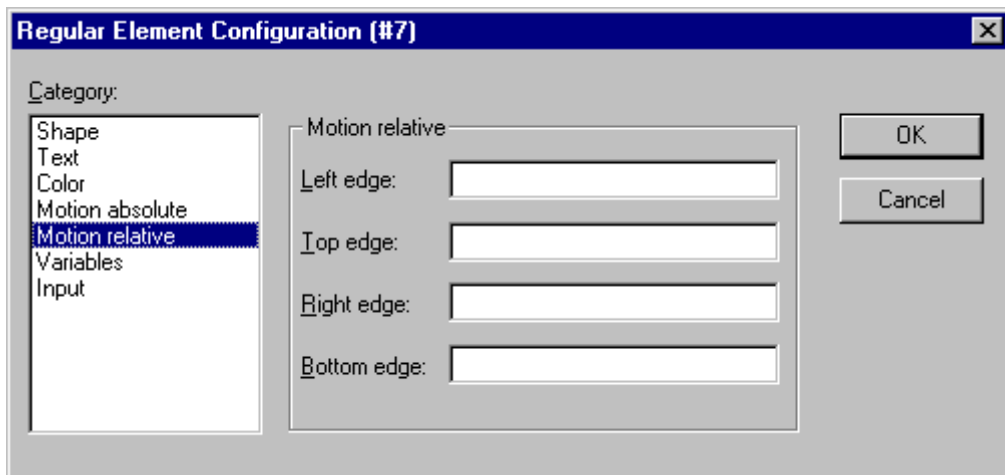 Regular Element Configuration (#7)
Category:
Shape
Text
Color
Motion absolute
Motion relative
Variables
Input
Motion relative
Left edge:
Top edge:
Right edge:
Bottom edge:
OK
Cancel